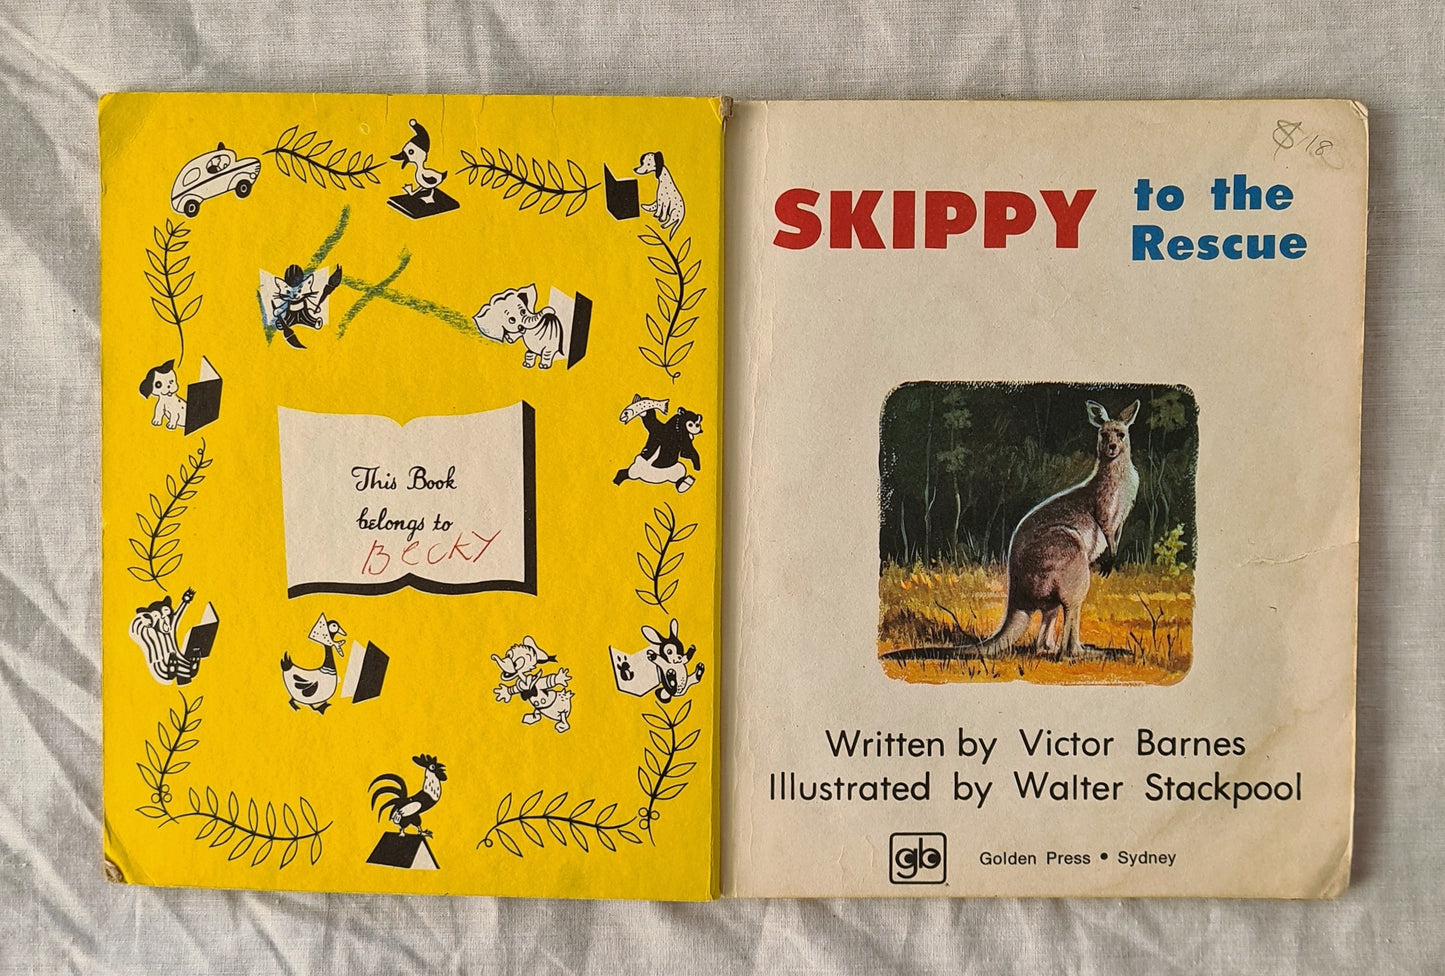 This Book
belongs to
Becky
$18
SKIPPY to the
Rescue
Written by Victor Barnes
Illustrated by Walter Stackpool
gb Golden Press • Sydney